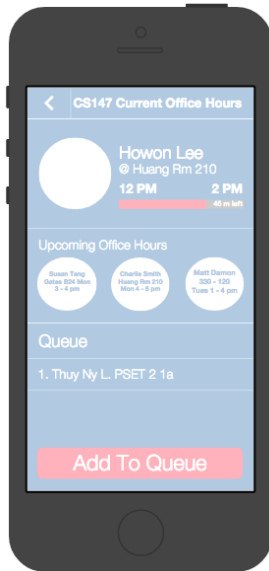 CS147 Current Office Hours
Howon Lee
@ Huang Rm 210
12 PM 2 PM
48 m left
Upcoming Office Hours
Susan Tang
Gates B24 Mon
3 - 4 pm
Charlie Smith
Huang Rm 210
Mon 4 - 8 pm
Matt Damon
330 - 120
Tues 1 - 4 pm
Queue
1. Thuy Ny L. PSET 2 1a
Add To Queue